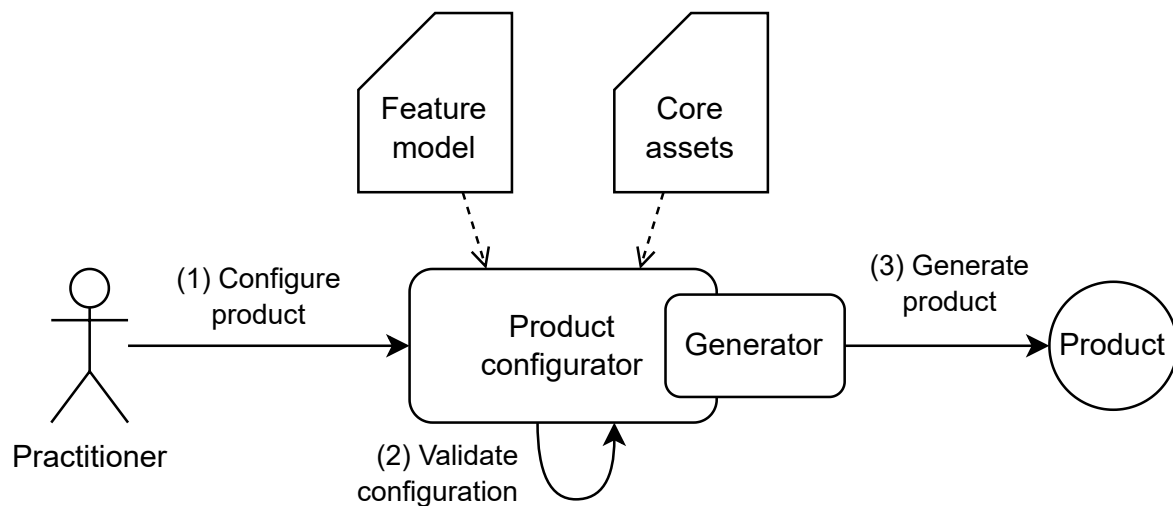 Feature
model
Core
assets
(1) Configure
product
(3) Generate
product
Product
configurator
Generator
Product
Practitioner
(2) Validate
configuration